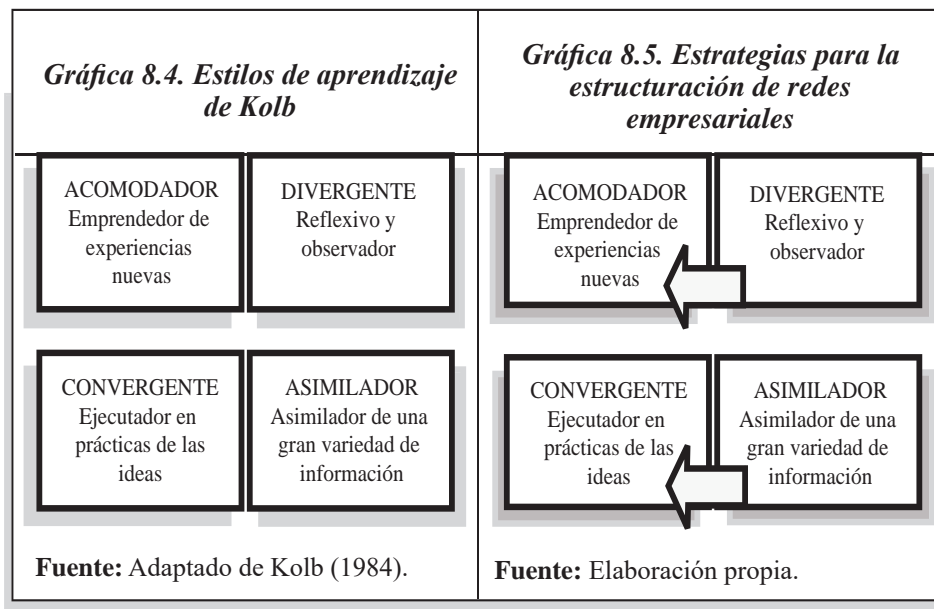 Gráfica 8.4. Estilos de aprendizaje
de Kolb
ACOMODADOR
Emprendedor de
experiencias
nuevas
DIVERGENTE
Reflexivo y
observador
CONVERGENTE
Ejecutador en
prácticas de las
ideas
ASIMILADOR
Asimilador de una
gran variedad de
información
Fuente: Adaptado de Kolb (1984).
Gráfica 8.5. Estrategias para la
estructuración de redes
empresariales
ACOMODADOR
Emprendedor de
experiencias
nuevas
DIVERGENTE
Reflexivo y
observador
CONVERGENTE
Ejecutador en
prácticas de las
ideas
ASIMILADOR
Asimilador de una
gran variedad de
información
Fuente: Elaboración propia.